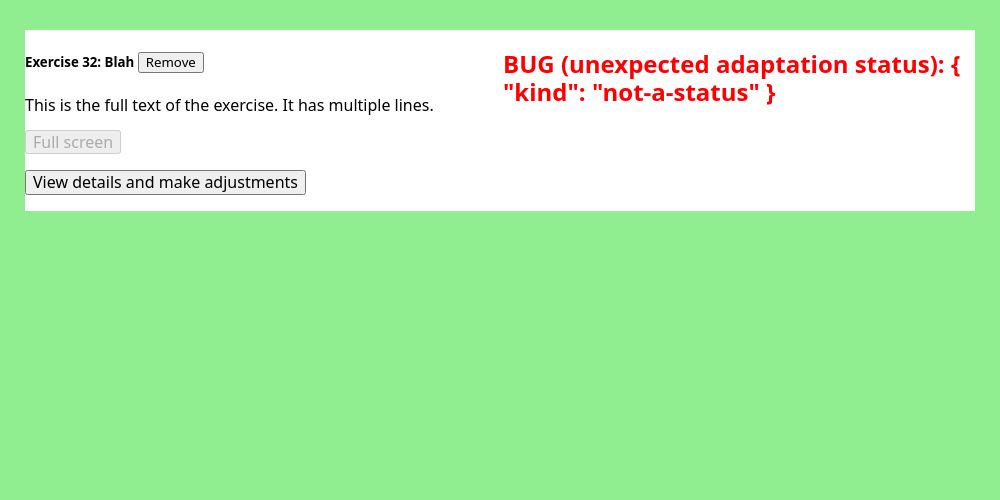 Exercise 32: Blah Remove
This is the full text of the exercise. It has multiple lines.
Full screen
View details and make adjustments
BUG (unexpected adaptation status): {
"kind": "not-a-status" }